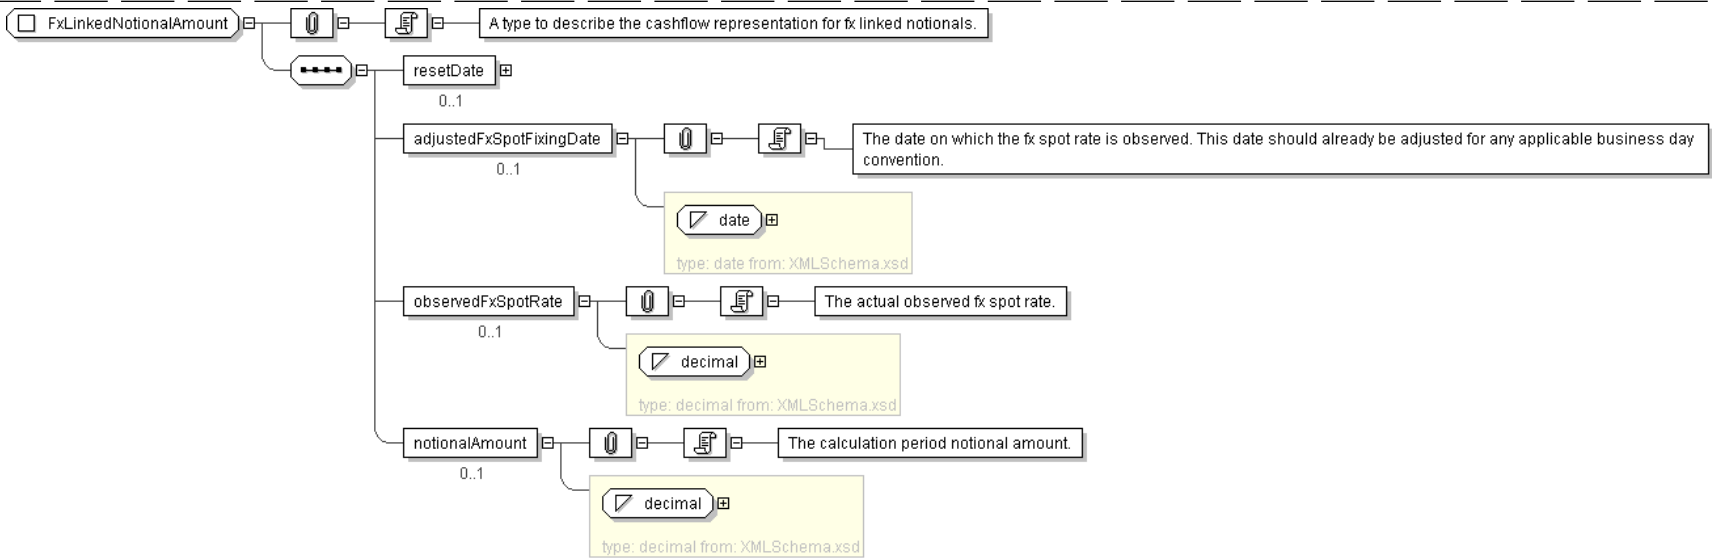 FxLinkedNotionalAmount
A type to describe the cashflow representation for fx linked notionals.
resetDate
0..1
adjustedFxSpotFixingDate
0..1
The date on which the fx spot rate is observed. This date should already be adjusted for any applicable business day
convention.
date
type: date from: XMLSchema.xsd
observedFxSpotRate
0..1
The actual observed fx spot rate.
decimal
type: decimal from: XMLSchema.xsd
notionalAmount
0..1
The calculation period notional amount.
decimal
type: decimal from: XMLSchema.xsd